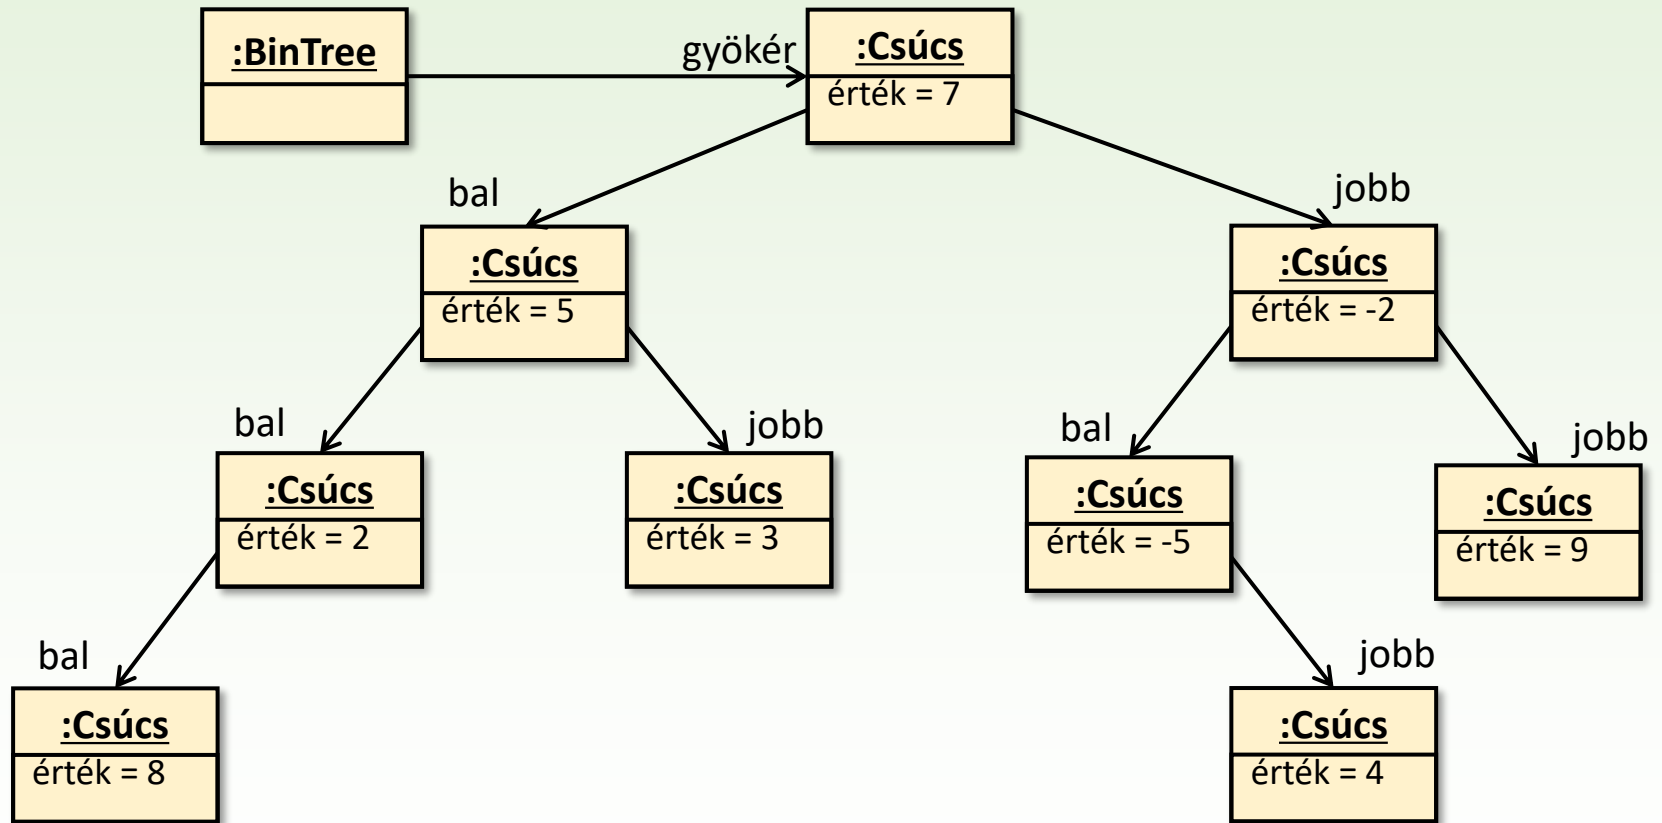 :BinTree
gyökér
:Csúcs
érték = 7
bal
jobb
:Csúcs
érték = 5
:Csúcs
érték = -2
bal
jobb
bal
jobb
:Csúcs
érték = 2
:Csúcs
érték = 3
:Csúcs
érték = -5
:Csúcs
érték = 9
bal
jobb
:Csúcs
érték = 8
:Csúcs
érték = 4